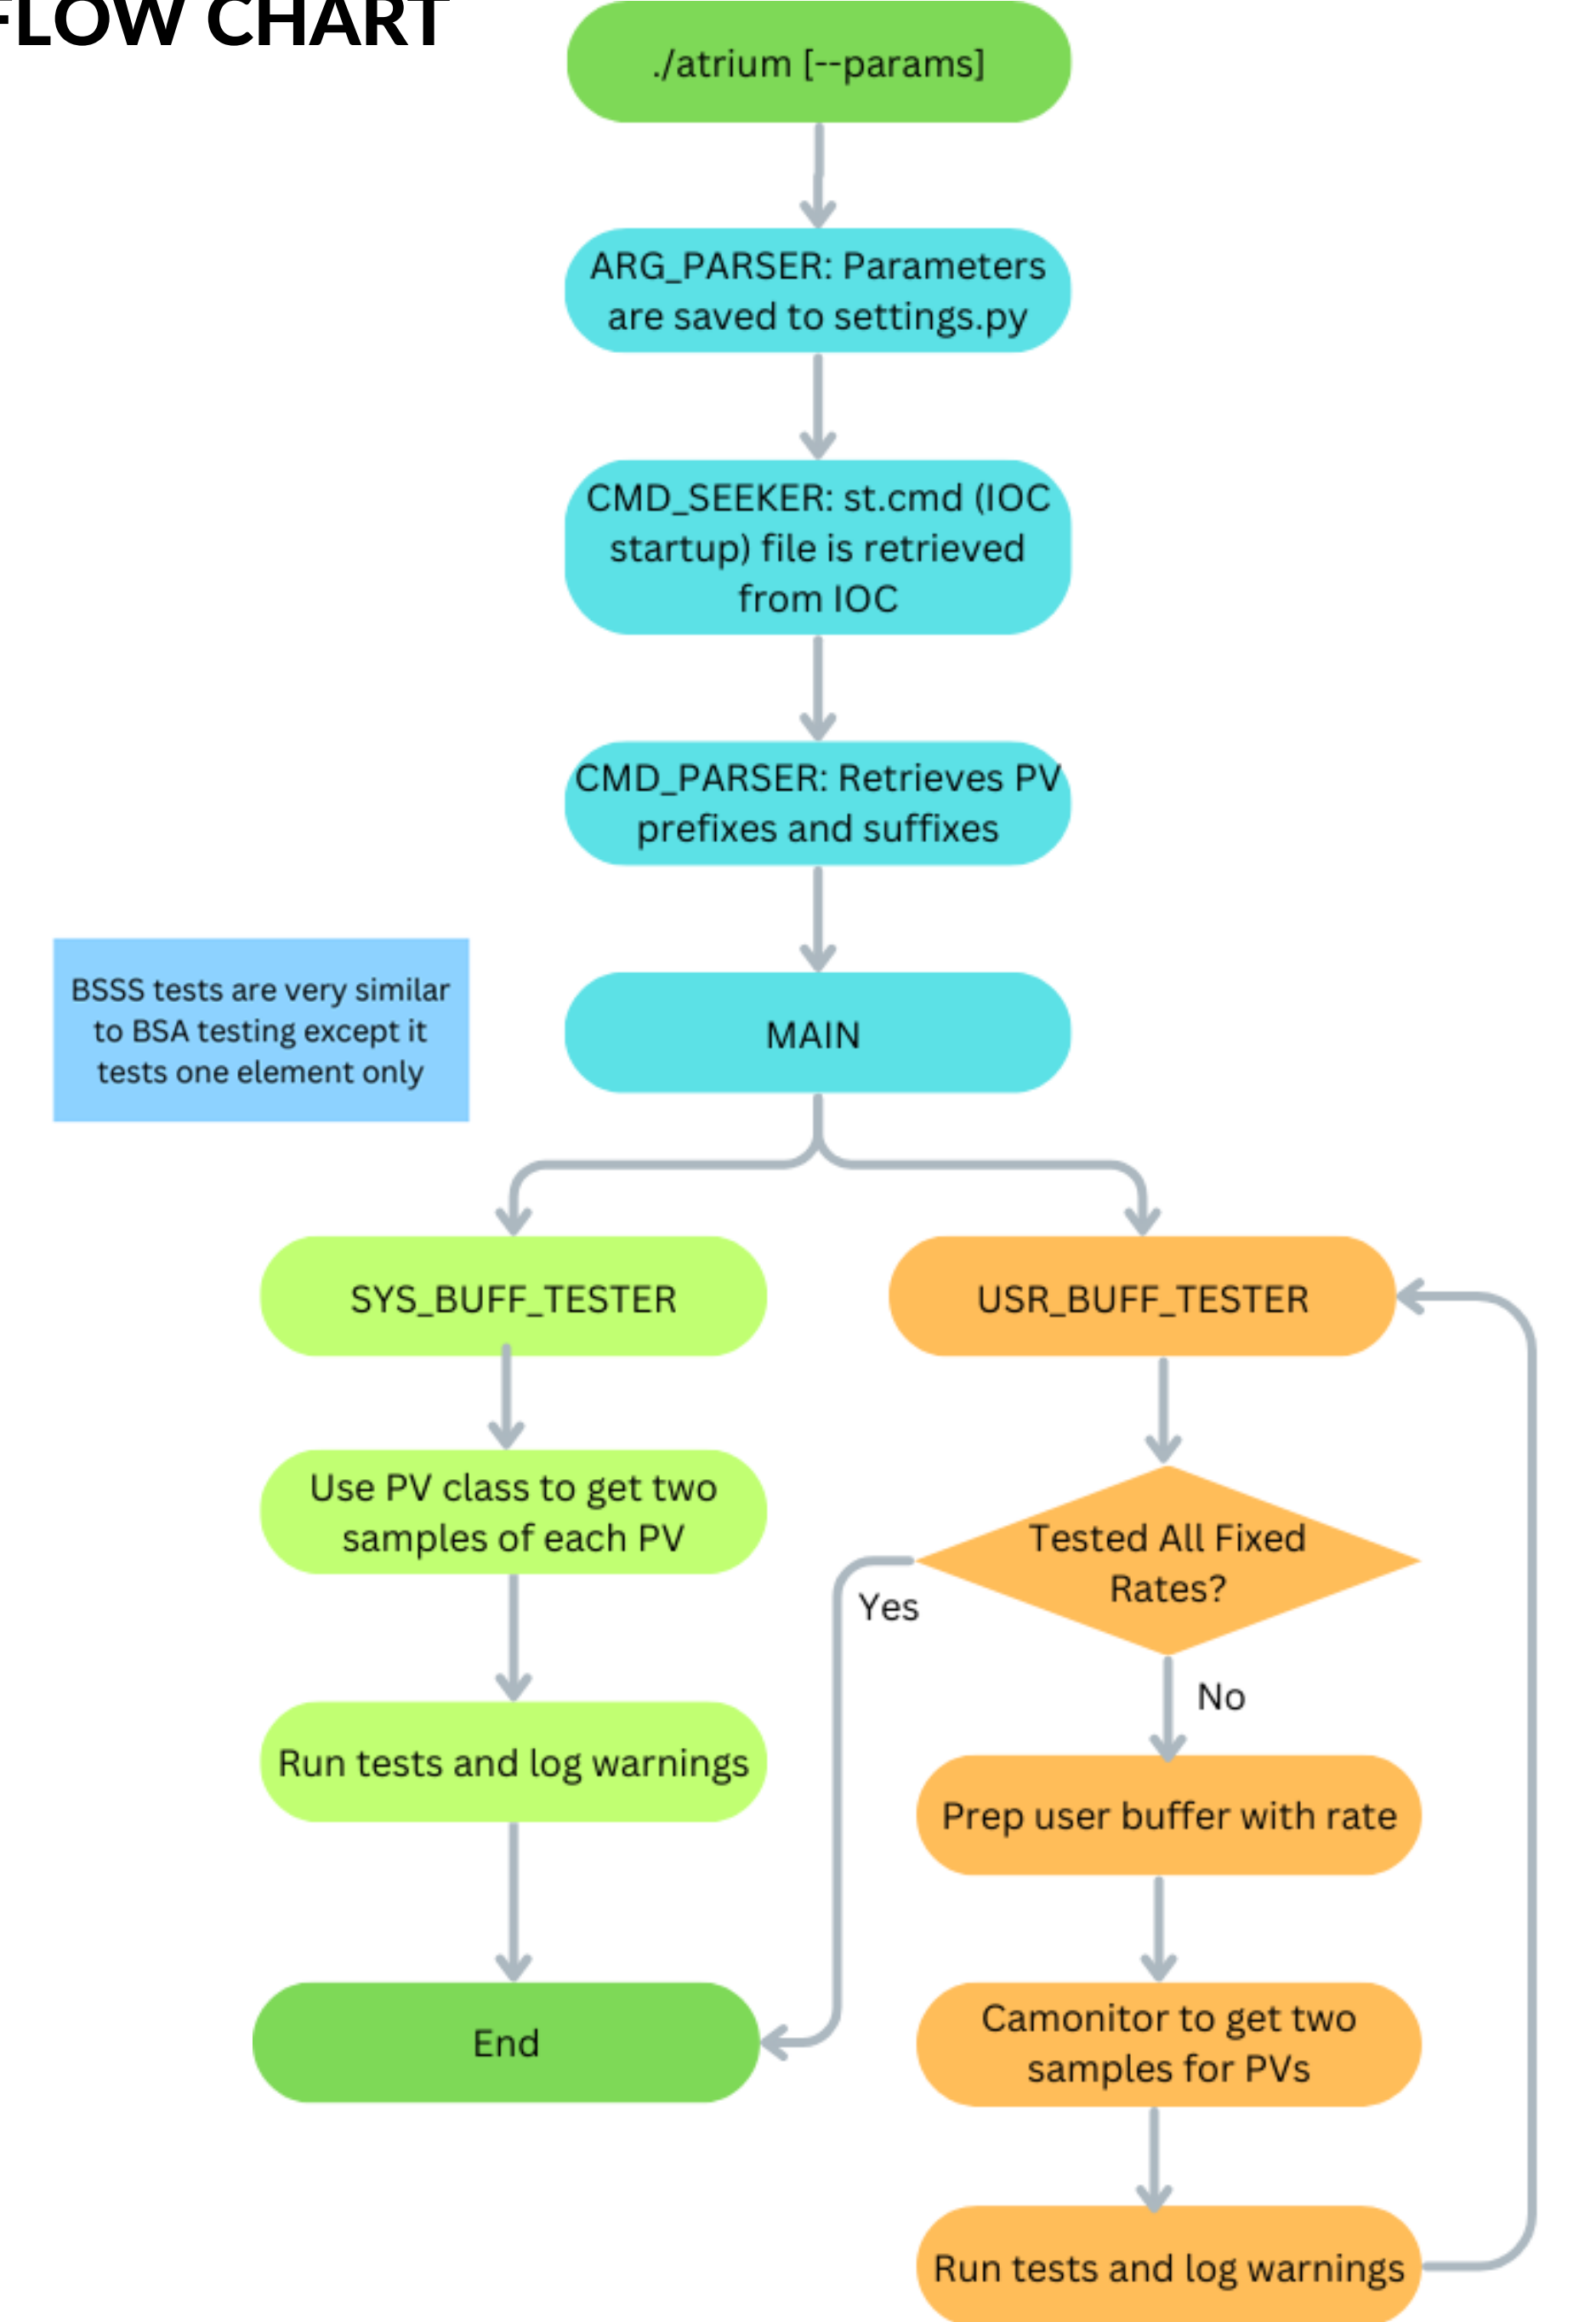 FLOW CHART
./atrium [--params]
ARG_PARSER: Parameters
are saved to settings.py
CMD_SEEKER: st.cmd (IOC
startup) file is retrieved
from IOC
CMD_PARSER: Retrieves PV
prefixes and suffixes
BSSS tests are very similar
to BSA testing except it
tests one element only
MAIN
SYS_BUFF_TESTER
Use PV class to get two
samples of each PV
Run tests and log warnings
End
USR_BUFF_TESTER
Tested All Fixed
Rates?
Yes
No
Prep user buffer with rate
Camonitor to get two
samples for PVs
Run tests and log warnings